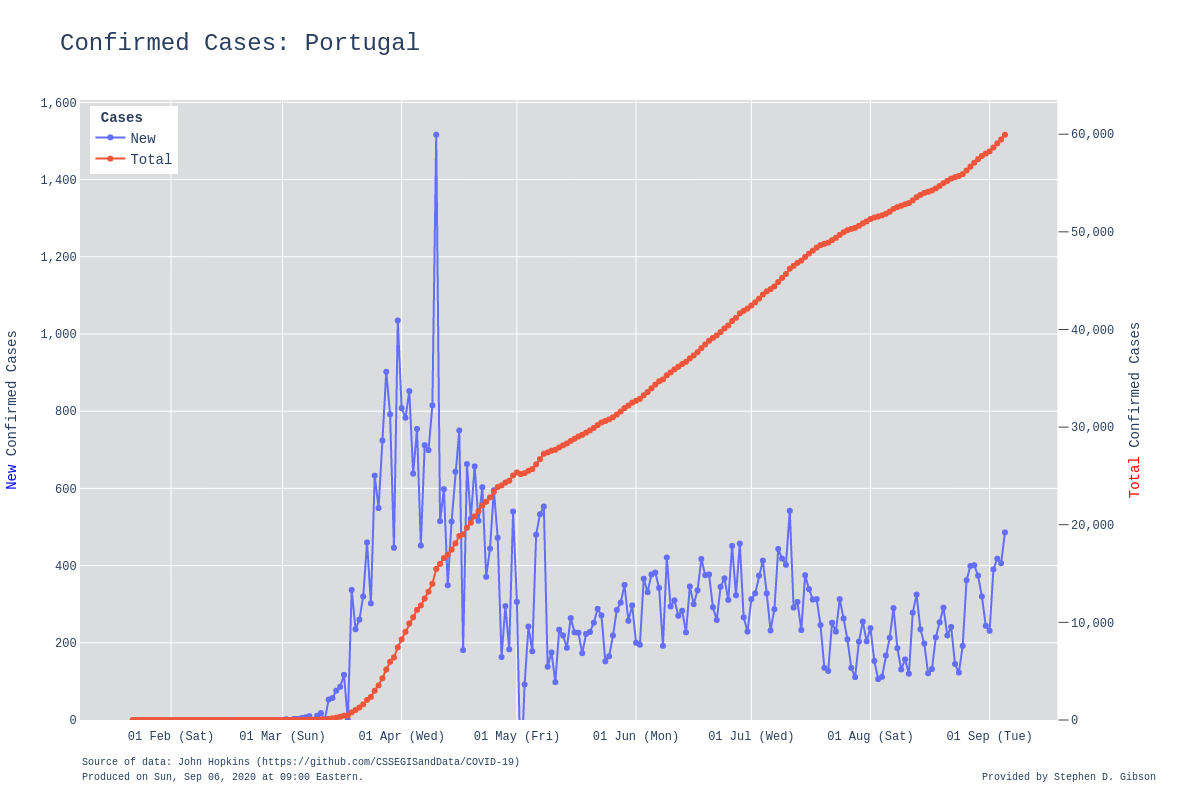 Confirmed Cases: Portugal
Cases
New
Total
1,600
1,400
1,200
1,000
800
600
400
200
0
New Confirmed Cases
60,000
50,000
40,000
30,000
20,000
10,000
0
Total Confirmed Cases
01 Feb (Sat) 01 Mar (Sun) 01 Apr (Wed) 01 May (Fri) 01 Jun (Mon) 01 Jul (Wed) 01 Aug (Sat) 01 Sep (Tue)
Source of data: John Hopkins (https://github.com/CSSEGISandData/COVID-19)
Produced on Sun, Sep 06, 2020 at 09:00 Eastern.
Provided by Stephen D. Gibson